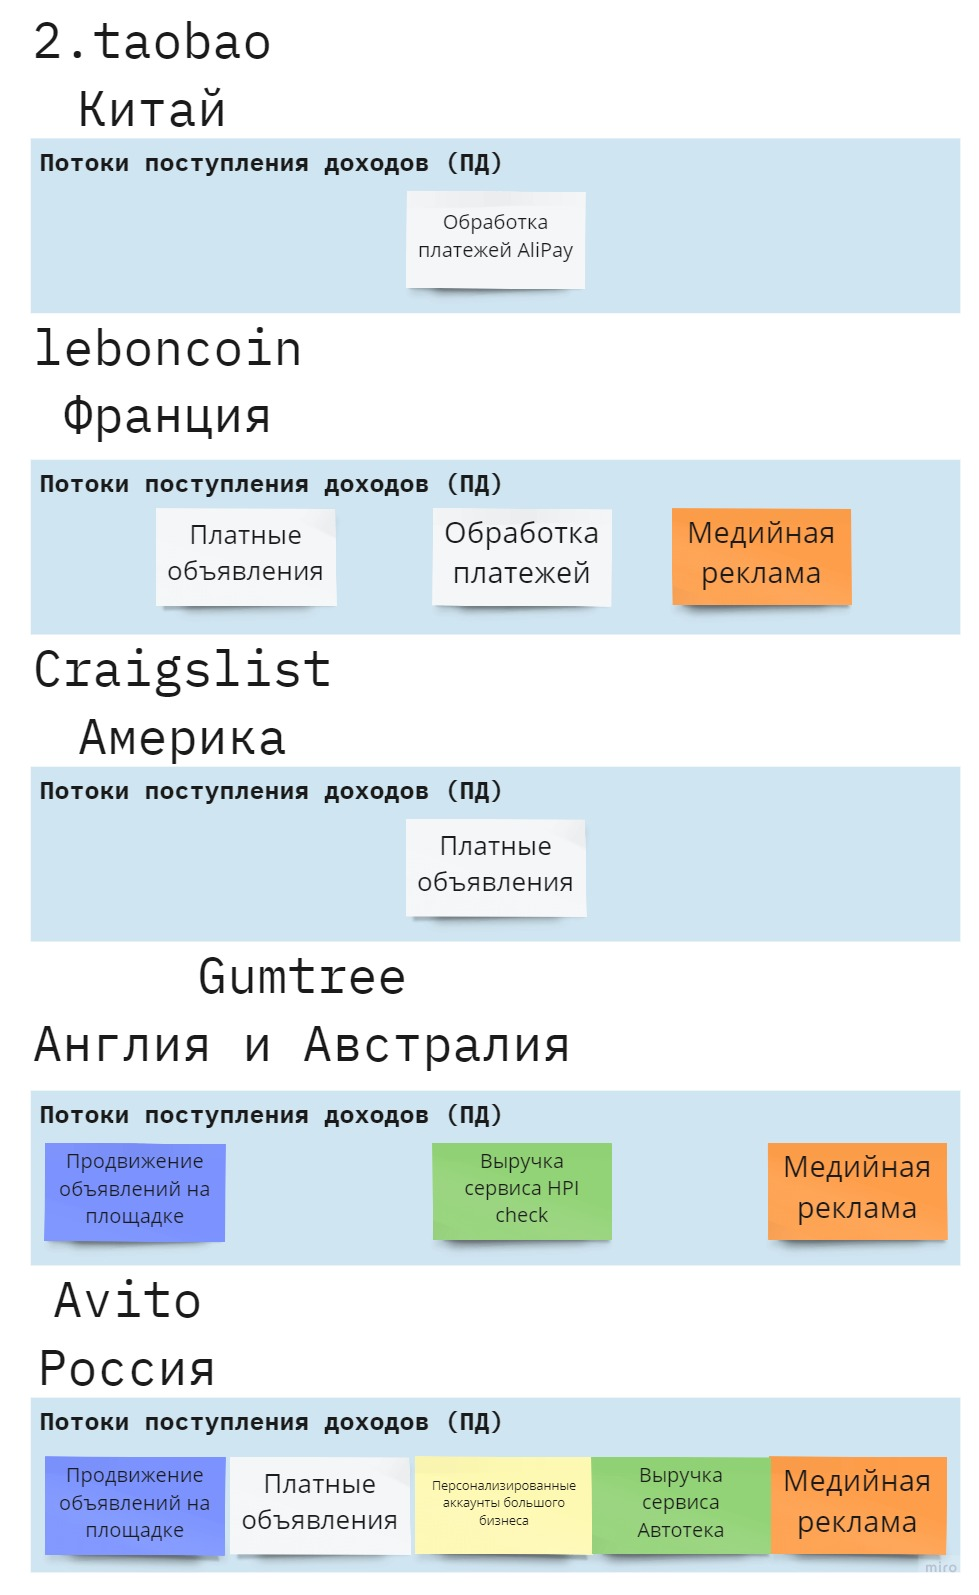 2.taobao
Китай
Потоки поступления доходов (ПД)
Обработка
платежей AliPay
leboncoin
Франция
Потоки поступления доходов (ПД)
Платные
объявления
Обработка
платежей
Медийная
реклама
Craigslist
Америка
Потоки поступления доходов (ПД)
Платные
объявления
Gumtree
Англия и Австралия
Потоки поступления доходов (ПД)
Продвижение
объявлений на
площадке
Выручка
сервиса HPI
check
Медийная
реклама
Avito
Россия
Потоки поступления доходов (ПД)
Продвижение
объявлений на
площадке
Платные
объявления
Персонализированные
аккаунты большого
бизнеса
Выручка
сервиса
Автотека
Медийная
реклама
miro